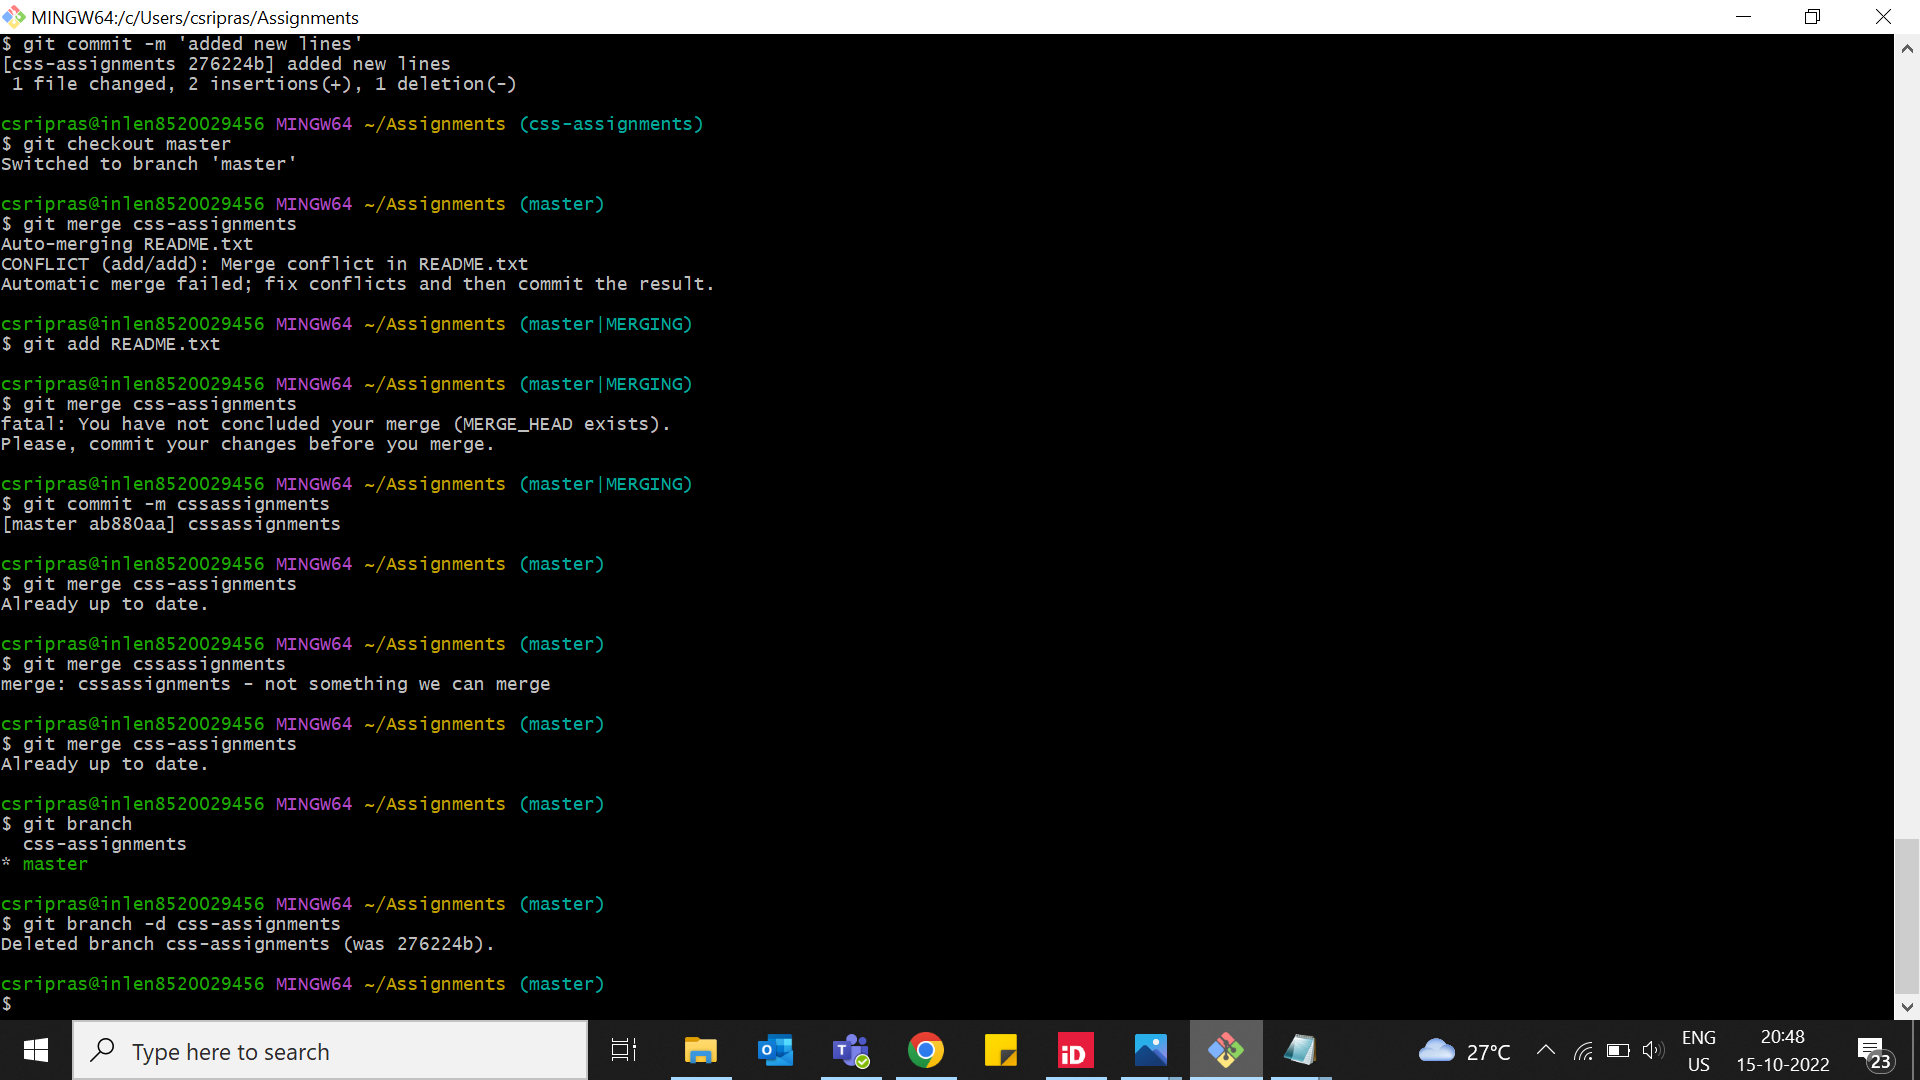 MINGW64:/c/Users/csripras/Assignments
$ git commit -m 'added new lines'
[css-assignments 276224b] added new lines
 1 file changed, 2 insertions(+), 1 deletion(-)

csripras@inlen8520029456 MINGW64 ~/Assignments (css-assignments)
$ git checkout master
Switched to branch 'master'

csripras@inlen8520029456 MINGW64 ~/Assignments (master)
$ git merge css-assignments
Auto-merging README.txt
CONFLICT (add/add): Merge conflict in README.txt
Automatic merge failed; fix conflicts and then commit the result.

csripras@inlen8520029456 MINGW64 ~/Assignments (master|MERGING)
$ git add README.txt

csripras@inlen8520029456 MINGW64 ~/Assignments (master|MERGING)
$ git merge css-assignments
fatal: You have not concluded your merge (MERGE_HEAD exists).
Please, commit your changes before you merge.

csripras@inlen8520029456 MINGW64 ~/Assignments (master|MERGING)
$ git commit -m cssassignments
[master ab880aa] cssassignments

csripras@inlen8520029456 MINGW64 ~/Assignments (master)
$ git merge css-assignments
Already up to date.

csripras@inlen8520029456 MINGW64 ~/Assignments (master)
$ git merge cssassignments
merge: cssassignments - not something we can merge

csripras@inlen8520029456 MINGW64 ~/Assignments (master)
$ git merge css-assignments
Already up to date.

csripras@inlen8520029456 MINGW64 ~/Assignments (master)
$ git branch
  css-assignments
* master

csripras@inlen8520029456 MINGW64 ~/Assignments (master)
$ git branch -d css-assignments
Deleted branch css-assignments (was 276224b).

csripras@inlen8520029456 MINGW64 ~/Assignments (master)
$
Type here to search
iD
27°C
ENG
US
20:48
15-10-2022
23